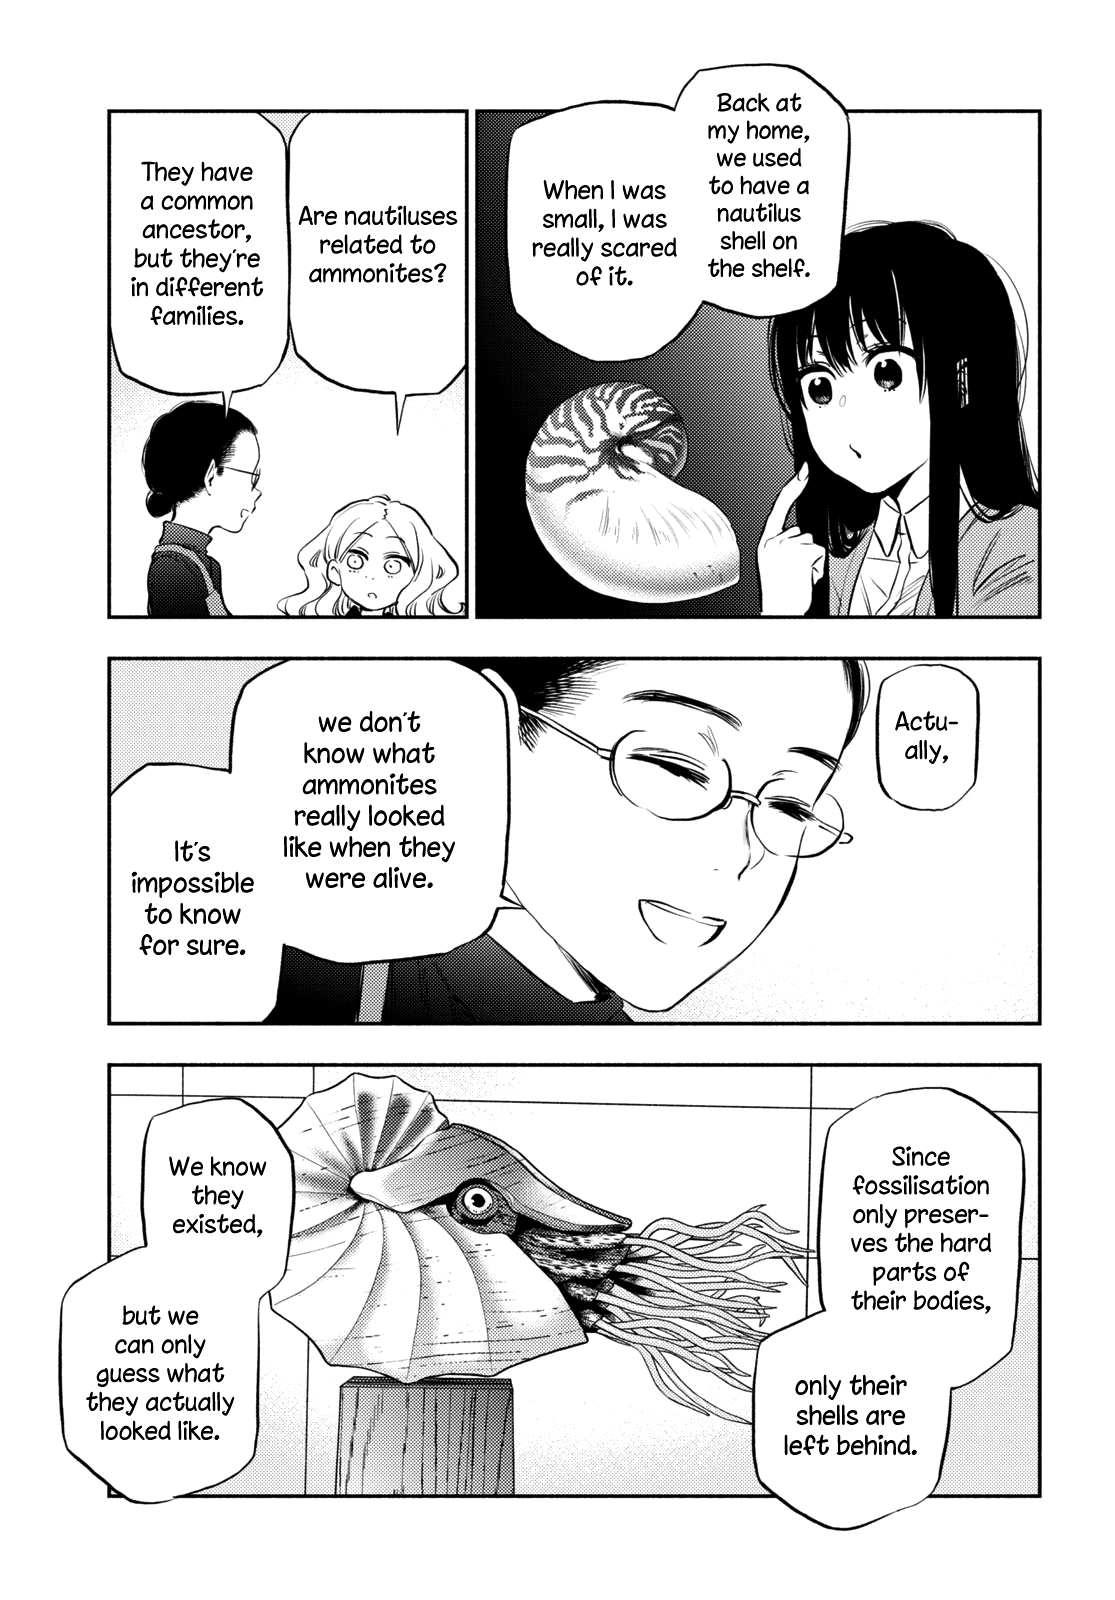 Back at
my home,
we used
to have a
nautilus
shell on
the shelf.
When I was
small, I was
really scared
of it.
Are nautiluses
related to
ammonites?
They have
a common
ancestor,
but they're
in different
families.
Actu-
ally,
we don't
know what
ammonites
really looked
like when they
were alive.
It's
impossible
to know
for sure.
Since
fossilisation
only preser-
ves the hard
parts of
their bodies,
only their
shells are
left behind.
We know
they
existed,
but we
can only
guess what
they actually
looked like.